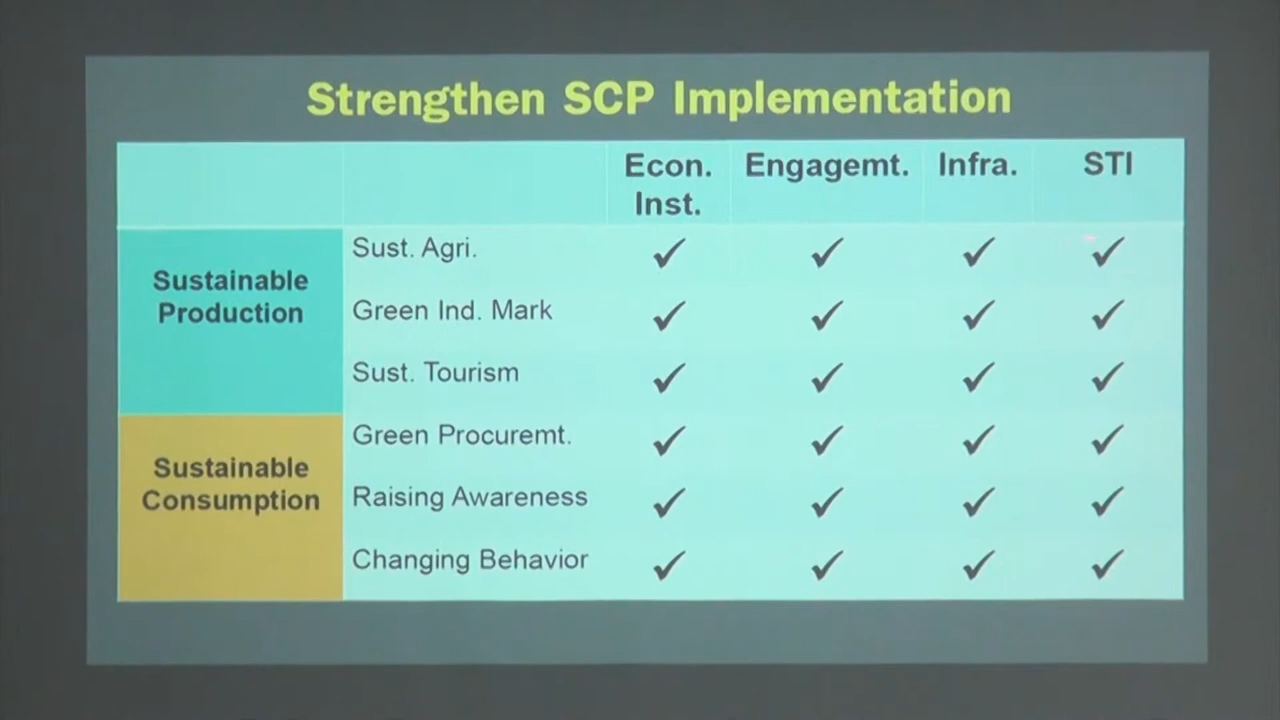 Strengthen SCP Implementation
Econ. Inst. Engagemt. Infra. STI
Sustainable Production
Sust. Agri. ✓ ✓ ✓ ✓
Green Ind. Mark ✓ ✓ ✓ ✓
Sust. Tourism ✓ ✓ ✓ ✓
Sustainable Consumption
Green Procuremt. ✓ ✓ ✓ ✓
Raising Awareness ✓ ✓ ✓ ✓
Changing Behavior ✓ ✓ ✓ ✓